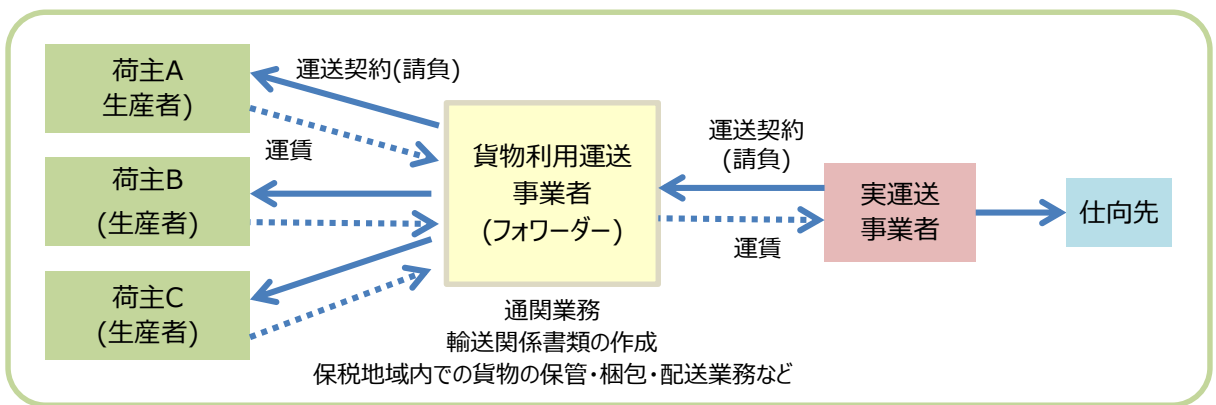 荷主A
生産者)
運送契約(請負)
運賃
荷主B
(生産者)
荷主C
(生産者)
貨物利用運送
事業者
(フォワーダー)
通関業務
輸送関係書類の作成
保税地域内での貨物の保管・梱包・配送業務など
運送契約
(請負)
運賃
実運送
事業者
仕向先